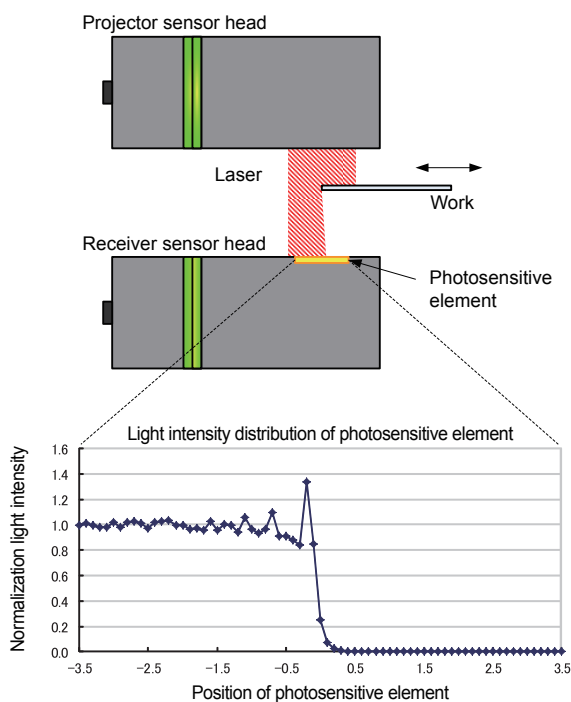 Projector sensor head
Laser
Work
Receiver sensor head
Photosensitive
element
Light intensity distribution of photosensitive element
Normalization light intensity
1.6
1.4
1.2
1.0
0.8
0.6
0.4
0.2
0.0
−3.5
−2.5
−1.5
−0.5
0.5
1.5
2.5
3.5
Position of photosensitive element